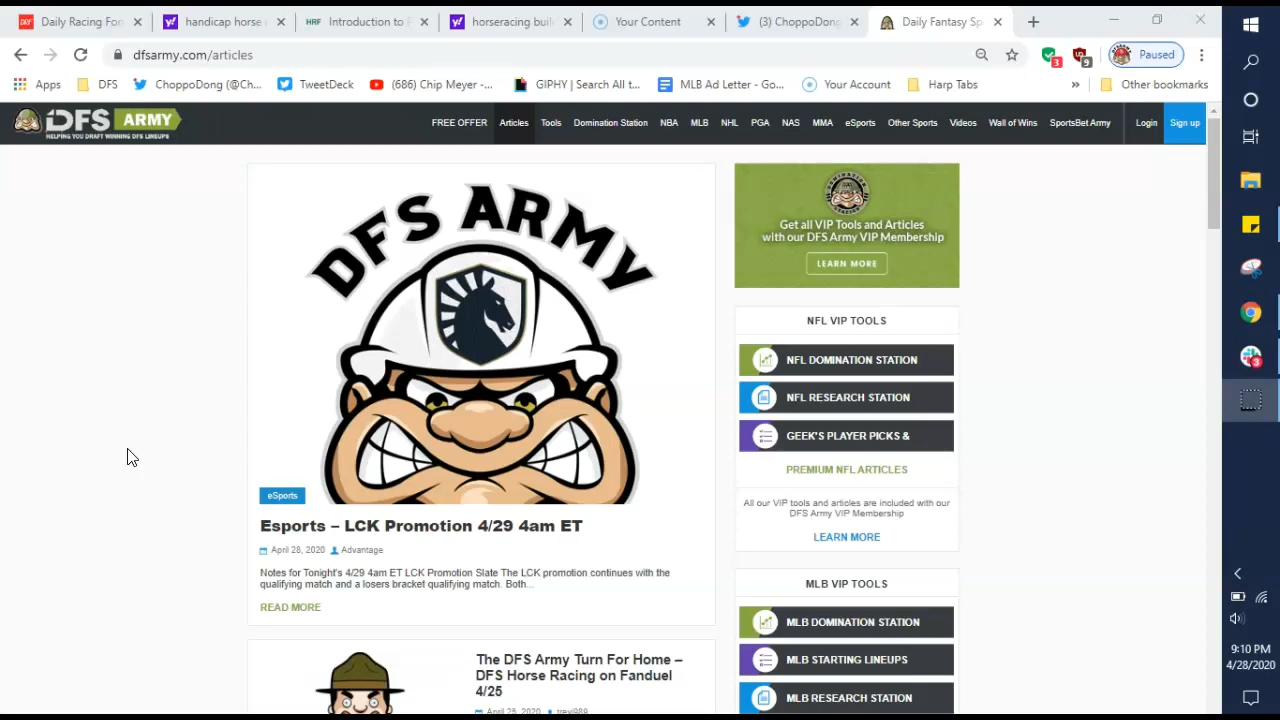 Daily Racing For
handicap horse
HRF
Introduction to F
horseracing buil
Your Content
(3) ChoppoDong
Daily Fantasy Sp
dfsarmy.com/articles
3
9
Paused
Apps
DFS
ChoppoDong (@Ch...
TweetDeck
(686) Chip Meyer -...
GIPHY | Search All t...
MLB Ad Letter - Go...
Your Account
Harp Tabs
»
Other bookmarks
DFS ARMY
HELPING YOU DRAFT WINNING DFS LINEUPS
FREE OFFER
Articles
Tools
Domination Station
NBA
MLB
NHL
PGA
NAS
MMA
eSports
Other Sports
Videos
Wall of Wins
SportsBet Army
Login
Sign up
DFS ARMY
eSports
Esports – LCK Promotion 4/29 4am ET
April 28, 2020 Advantage
Notes for Tonight's 4/29 4am ET LCK Promotion Slate The LCK promotion continues with the
qualifying match and a losers bracket qualifying match. Both...
READ MORE
The DFS Army Turn For Home –
DFS Horse Racing on Fanduel
4/25
April 25, 2020 trevj989
Get all VIP Tools and Articles
with our DFS Army VIP Membership
LEARN MORE
NFL VIP TOOLS
NFL DOMINATION STATION
NFL RESEARCH STATION
GEEK'S PLAYER PICKS &
PREMIUM NFL ARTICLES
All our VIP tools and articles are included with our
DFS Army VIP Membership
LEARN MORE
MLB VIP TOOLS
MLB DOMINATION STATION
MLB STARTING LINEUPS
MLB RESEARCH STATION
3
9:10 PM
4/28/2020